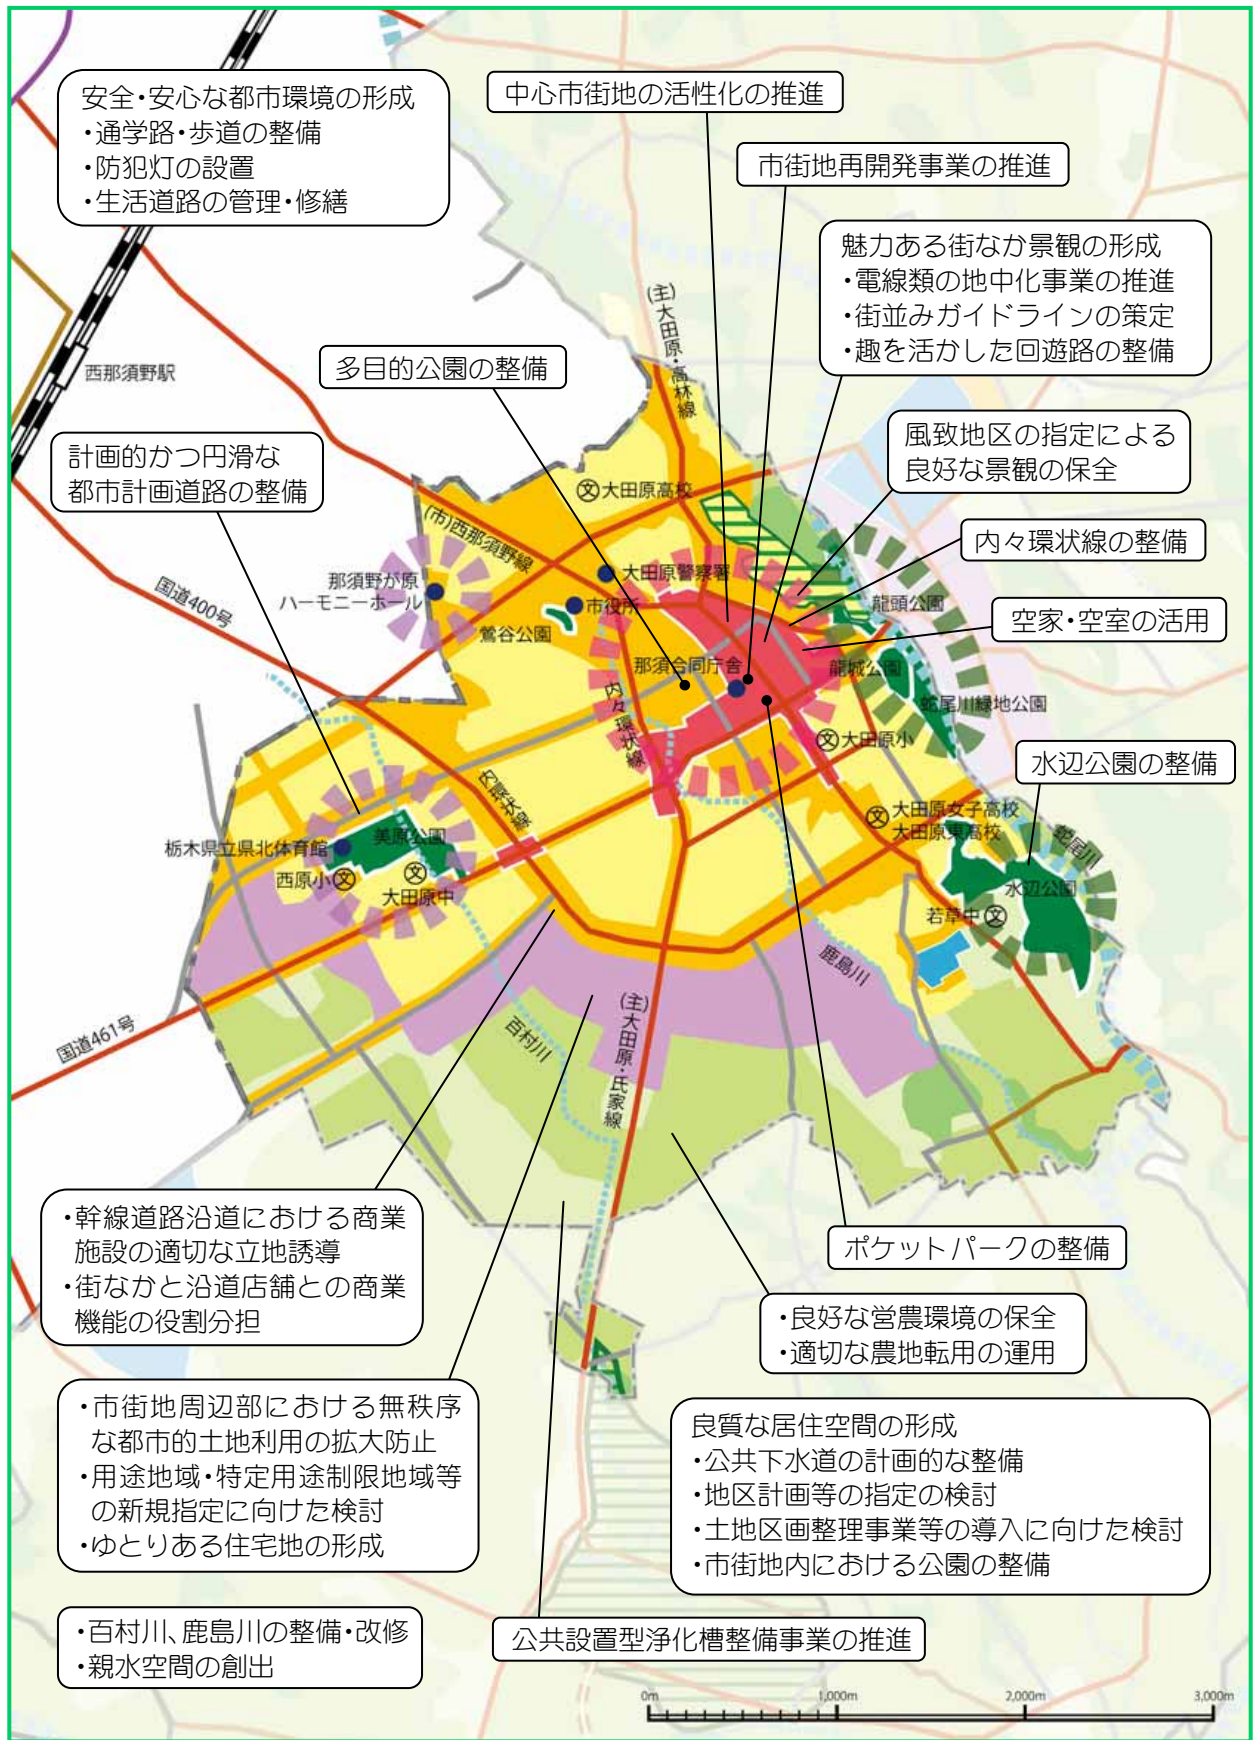 安全・安心な都市環境の形成
・通学路・歩道の整備
・防犯灯の設置
・生活道路の管理・修繕
中心市街地の活性化の推進
市街地再開発事業の推進
魅力ある街なか景観の形成
・電線類の地中化事業の推進
・街並みガイドラインの策定
・趣を活かした回遊路の整備
(主)大田原・高林線
西那須野駅
多目的公園の整備
風致地区の指定による
良好な景観の保全
計画的かつ円滑な
都市計画道路の整備
大田原高校
文
(市)西那須野線
内々環状線の整備
大田原警察署
那須野が原
ハーモニーホール
国道400号
市役所
龍頭公園
鶯谷公園
空家・空室の活用
那須合同庁舎
龍城公園
内々環状線
蛇尾川緑地公園
文
大田原小
水辺公園の整備
内環状線
文
大田原女子高校
大田原東高校
蛇尾川
美原公園
栃木県立県北体育館
西原小
文
文
大田原中
水辺公園
若草中
文
鹿島川
(主)大田原・氏家線
百村川
国道461号
・幹線道路沿道における商業
施設の適切な立地誘導
・街なかと沿道店舗との商業
機能の役割分担
ポケットパークの整備
・良好な営農環境の保全
・適切な農地転用の運用
・市街地周辺部における無秩序
な都市的土地利用の拡大防止
・用途地域・特定用途制限地域等
の新規指定に向けた検討
・ゆとりある住宅地の形成
良質な居住空間の形成
・公共下水道の計画的な整備
・地区計画等の指定の検討
・土地区画整理事業等の導入に向けた検討
・市街地内における公園の整備
・百村川、鹿島川の整備・改修
・親水空間の創出
公共設置型浄化槽整備事業の推進
0m
1,000m
2,000m
3,000m